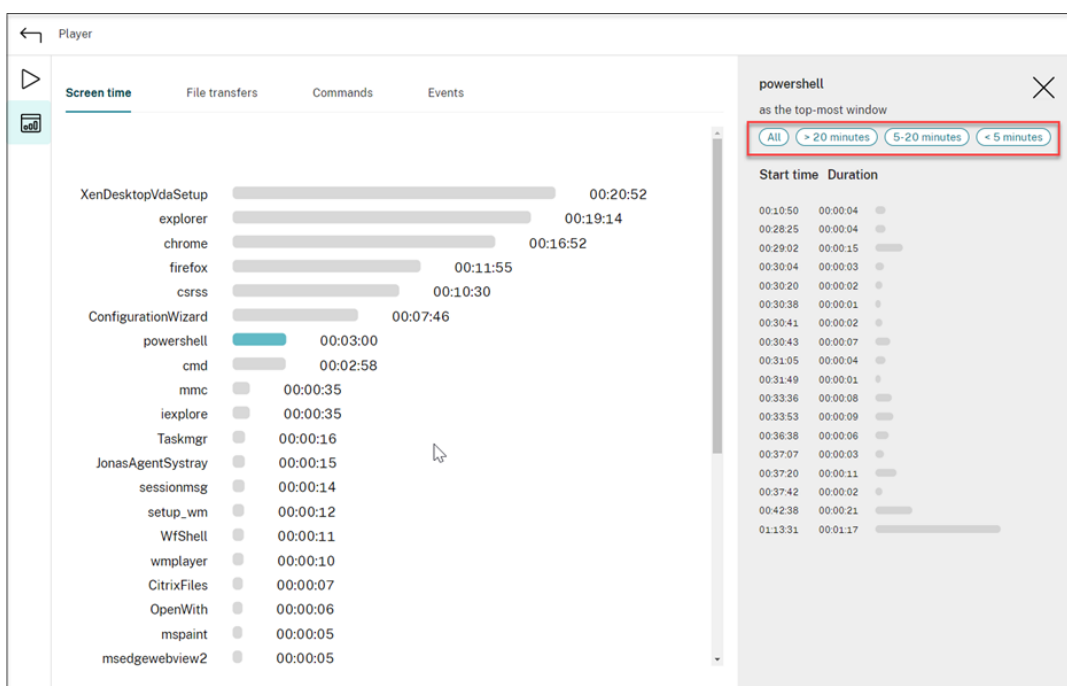 Player
Screen time File transfers Commands Events
XenDesktopVdaSetup 00:20:52
explorer 00:19:14
chrome 00:16:52
firefox 00:11:55
csrss 00:10:30
ConfigurationWizard 00:07:46
powershell 00:03:00
cmd 00:02:58
mmc 00:00:35
iexplore 00:00:35
Taskmgr 00:00:16
JonasAgentSystray 00:00:15
sessionmsg 00:00:14
setup_wm 00:00:12
WfShell 00:00:11
wmplayer 00:00:10
CitrixFiles 00:00:07
OpenWith 00:00:06
mspaint 00:00:05
msedgewebview2 00:00:05
powershell
as the top-most window
All > 20 minutes 5-20 minutes < 5 minutes
Start time Duration
00:10:50 00:00:04
00:28:25 00:00:04
00:29:02 00:00:15
00:30:04 00:00:03
00:30:20 00:00:02
00:30:38 00:00:01
00:30:41 00:00:02
00:30:43 00:00:07
00:31:05 00:00:04
00:31:49 00:00:01
00:33:36 00:00:08
00:33:53 00:00:09
00:36:38 00:00:06
00:37:07 00:00:03
00:37:20 00:00:11
00:37:42 00:00:02
00:42:38 00:00:21
01:13:31 00:01:17